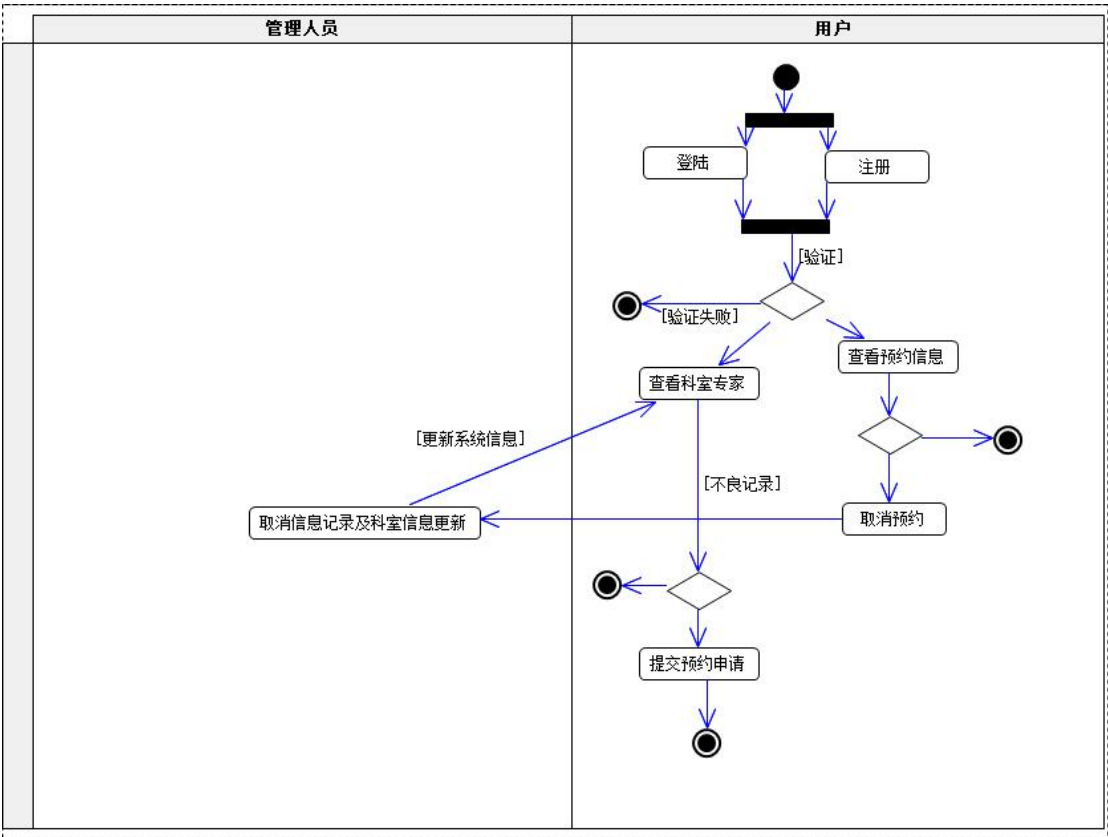 管理人员
用户
登陆
注册
[验证]
[验证失败]
查看预约信息
查看科室专家
[更新系统信息]
[不良记录]
取消信息记录及科室信息更新
取消预约
提交预约申请